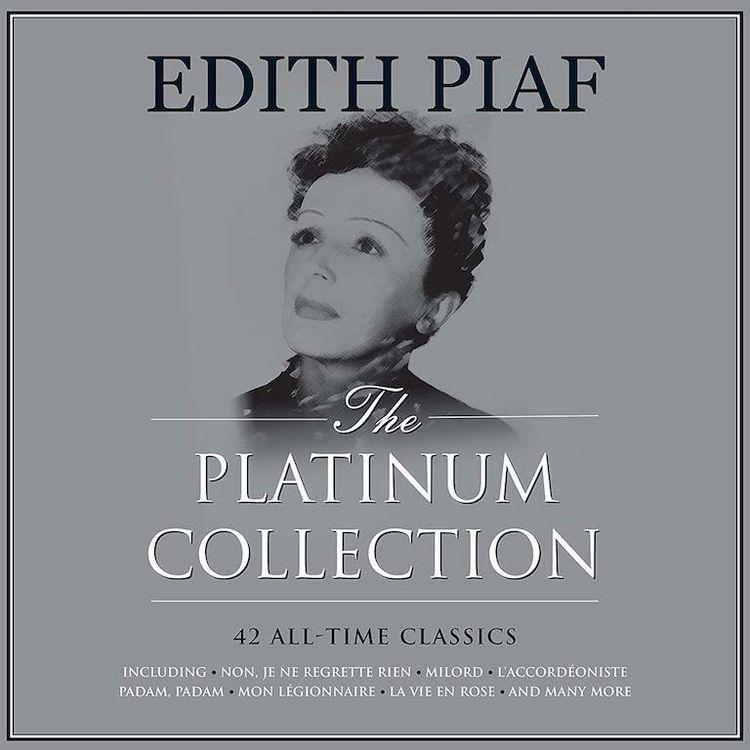 EDITH PIAF
The
PLATINUM
COLLECTION
42 ALL-TIME CLASSICS
INCLUDING • NON, JE NE REGRETTE RIEN • MILORD • L'ACCORDÉONISTE
PADAM, PADAM • MON LÉGIONNAIRE • LA VIE EN ROSE • AND MANY MORE